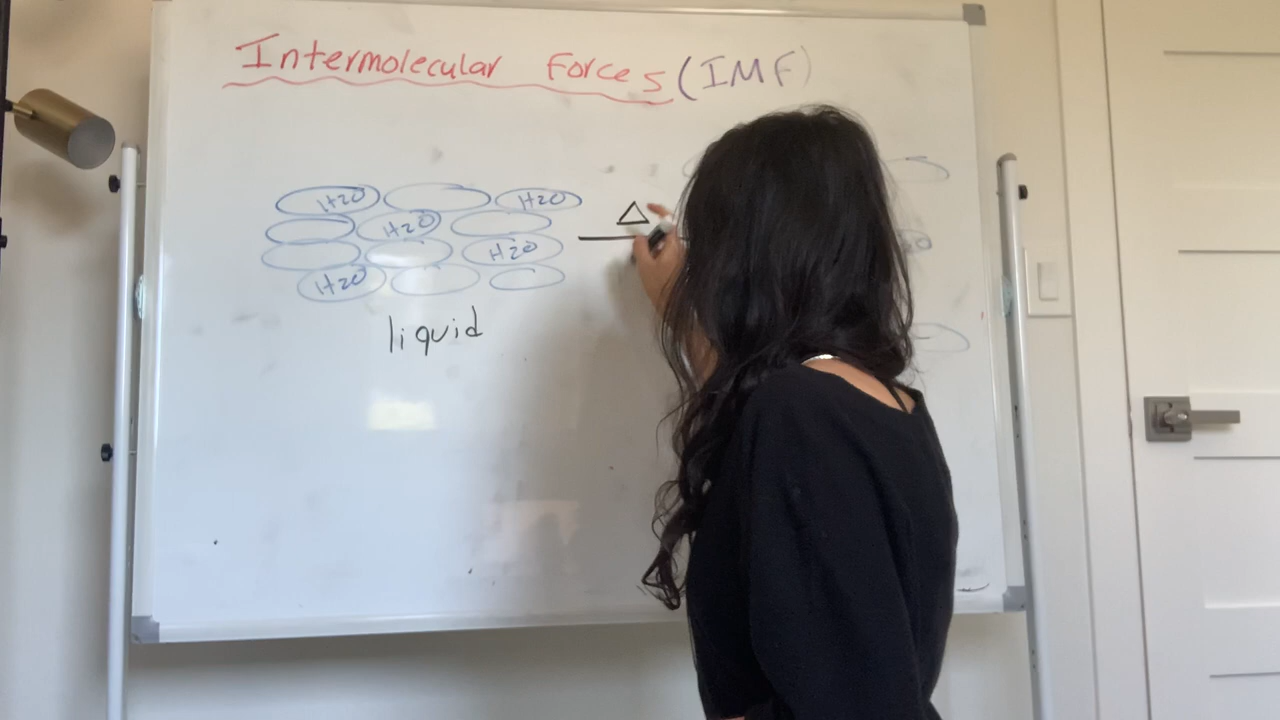 Intermolecular Forces (IMF)
H2O H2O
Δ
H2O
H2O
H2O
liquid